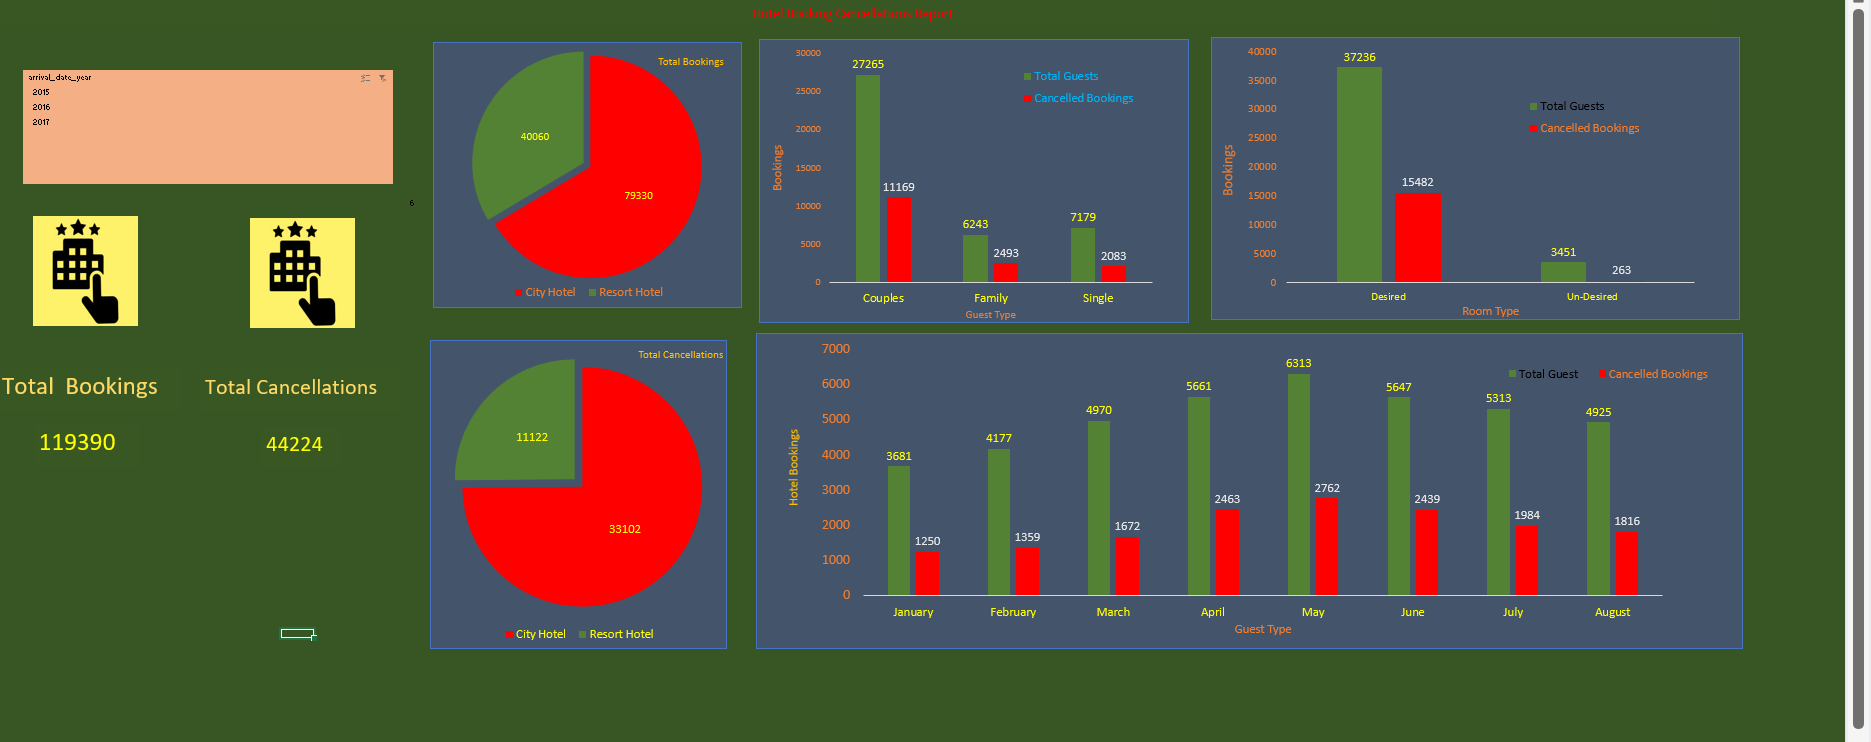 Hotel Booking Cancellations Report
arrival_date_year
2015
2016
2017
6
Total Bookings
119390
Total Cancellations
44224
Total Bookings
40060
79330
City Hotel
Resort Hotel
Total Cancellations
11122
33102
City Hotel
Resort Hotel
30000
25000
20000
15000
10000
5000
0
Bookings
27265
11169
6243
2493
7179
2083
Total Guests
Cancelled Bookings
Couples
Family
Single
Guest Type
40000
35000
30000
25000
20000
15000
10000
5000
0
Bookings
37236
15482
3451
263
Total Guests
Cancelled Bookings
Desired
Un-Desired
Room Type
7000
6000
5000
4000
3000
2000
1000
0
Hotel Bookings
3681
1250
4177
1359
4970
1672
5661
2463
6313
2762
5647
2439
5313
1984
4925
1816
Total Guest
Cancelled Bookings
January
February
March
April
May
June
July
August
Guest Type